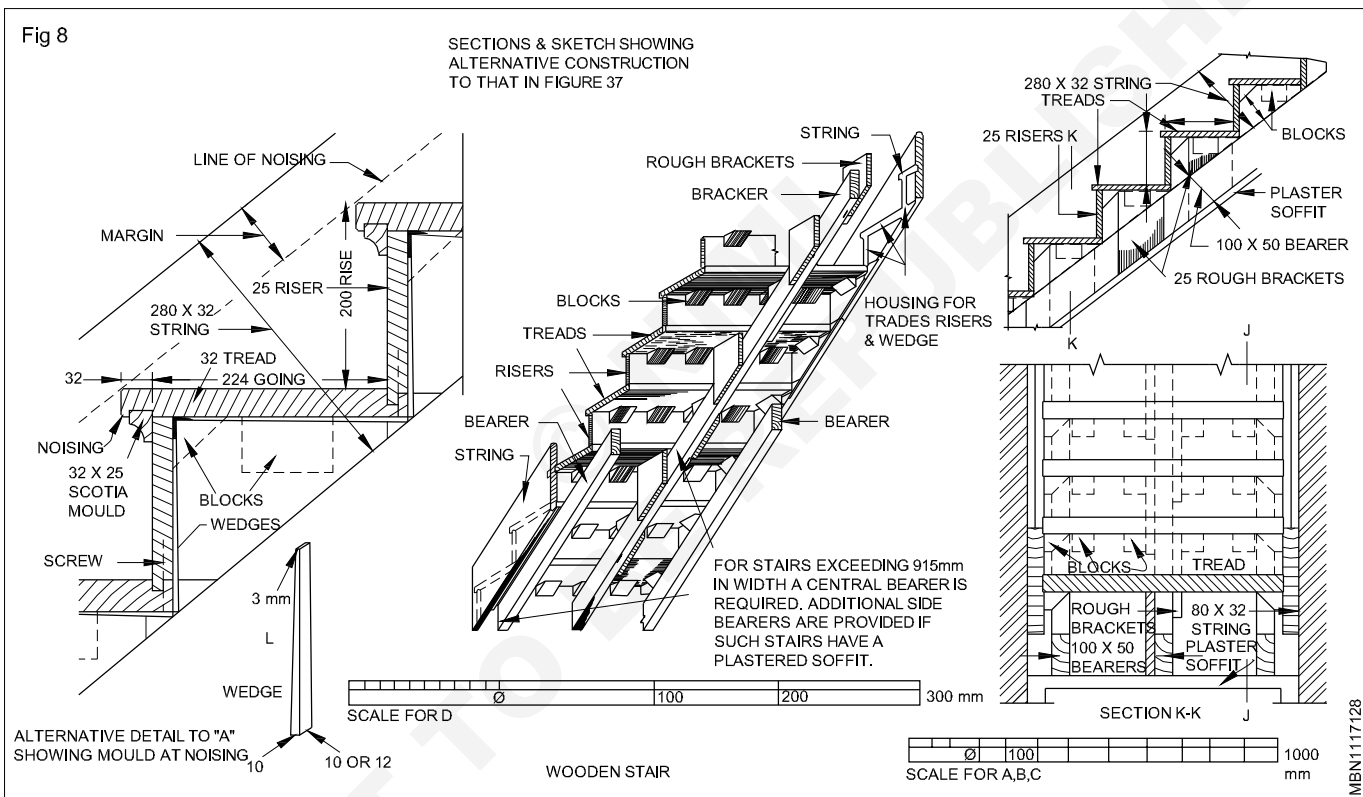 Fig 8
SECTIONS & SKETCH SHOWING
ALTERNATIVE CONSTRUCTION
TO THAT IN FIGURE 37
LINE OF NOISING
MARGIN
25 RISER
200 RISE
280 X 32
STRING
32 TREAD
32
224 GOING
NOISING
32 X 25
SCOTIA
MOULD
BLOCKS
WEDGES
SCREW
3 mm
L
WEDGE
10
10 OR 12
ALTERNATIVE DETAIL TO "A"
SHOWING MOULD AT NOISING
STRING
ROUGH BRACKETS
BRACKER
BLOCKS
TREADS
RISERS
BEARER
STRING
HOUSING FOR
TRADES RISERS
& WEDGE
BEARER
FOR STAIRS EXCEEDING 915mm
IN WIDTH A CENTRAL BEARER IS
REQUIRED. ADDITIONAL SIDE
BEARERS ARE PROVIDED IF
SUCH STAIRS HAVE A
PLASTERED SOFFIT.
Ø
100
200
300 mm
SCALE FOR D
WOODEN STAIR
280 X 32 STRING
TREADS
25 RISERS K
BLOCKS
PLASTER
SOFFIT
100 X 50 BEARER
25 ROUGH BRACKETS
K
J
BLOCKS
TREAD
ROUGH
BRACKETS
100 X 50
BEARERS
80 X 32
STRING
PLASTER
SOFFIT
SECTION K-K
J
Ø
100
1000
mm
SCALE FOR A,B,C
MBN1117128